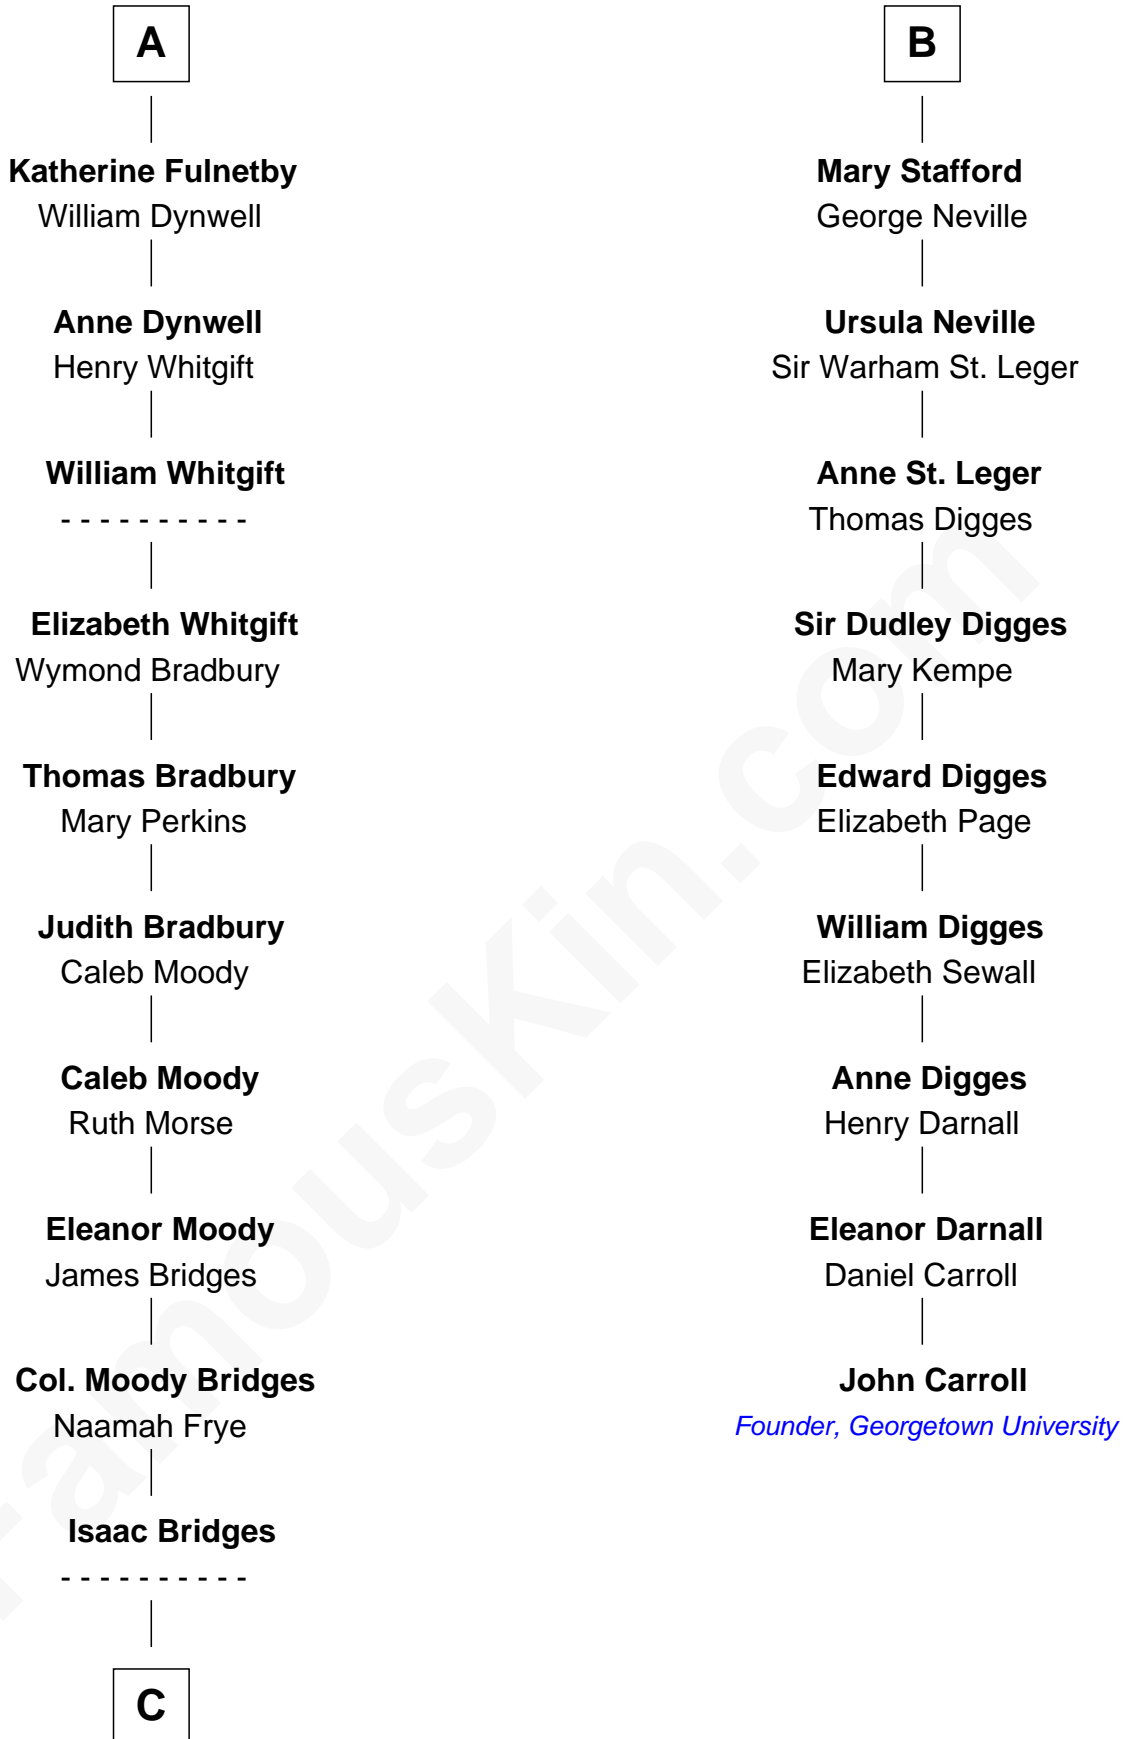 A
Katherine Fulnetby
William Dynwell
Anne Dynwell
Henry Whitgift
William Whitgift
- - - - - - - - - -
Elizabeth Whitgift
Wymond Bradbury
Thomas Bradbury
Mary Perkins
Judith Bradbury
Caleb Moody
Caleb Moody
Ruth Morse
Eleanor Moody
James Bridges
Col. Moody Bridges
Naamah Frye
Isaac Bridges
- - - - - - - - - -
C
B
Mary Stafford
George Neville
Ursula Neville
Sir Warham St. Leger
Anne St. Leger
Thomas Digges
Sir Dudley Digges
Mary Kempe
Edward Digges
Elizabeth Page
William Digges
Elizabeth Sewall
Anne Digges
Henry Darnall
Eleanor Darnall
Daniel Carroll
John Carroll
Founder, Georgetown University
FamousKin.com